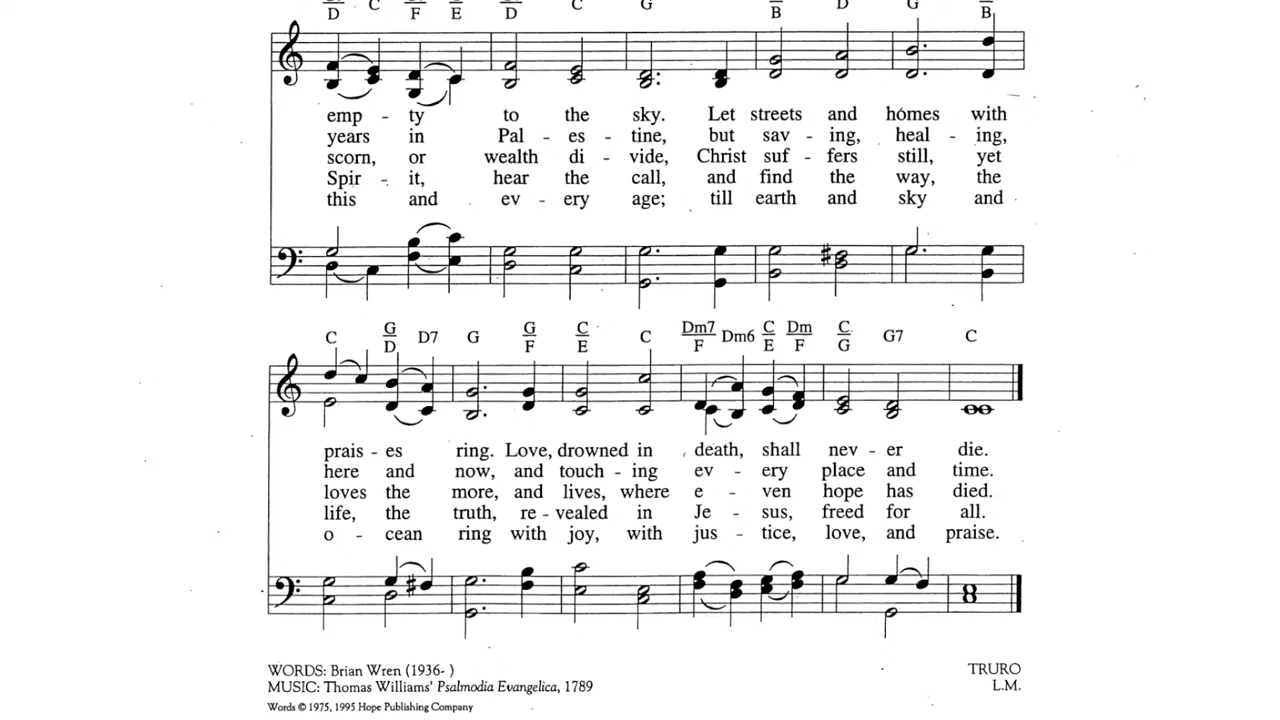 D C F E D C G B D G B
emp - ty to the sky. Let streets and homes with
years in Pal - es - tine, but sav - ing, heal - ing,
scorn, or wealth di - vide, Christ suf - fers still, yet
Spir - it, hear the call, and find the way, the
this and ev - ery age; till earth and sky and
C G/D D7 G G/F C/E C Dm7/F Dm6 C/E Dm/F C/G G7 C
prais - es ring. Love, drowned in death, shall nev - er die.
here and now, and touch - ing ev - ery place and time.
loves the more, and lives, where e - ven hope has died.
life, the truth, re - vealed in Je - sus, freed for all.
o - cean ring with joy, with jus - tice, love, and praise.
WORDS: Brian Wren (1936- )
TRURO
MUSIC: Thomas Williams' Psalmodia Evangelica, 1789
L.M.
Words © 1975, 1995 Hope Publishing Company